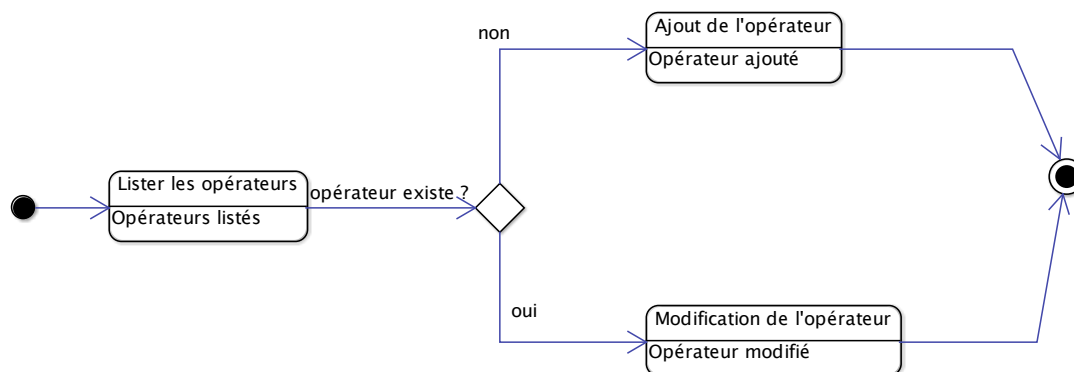 non
Ajout de l'opérateur
Opérateur ajouté
Lister les opérateurs
Opérateurs listés
opérateur existe ?
oui
Modification de l'opérateur
Opérateur modifié